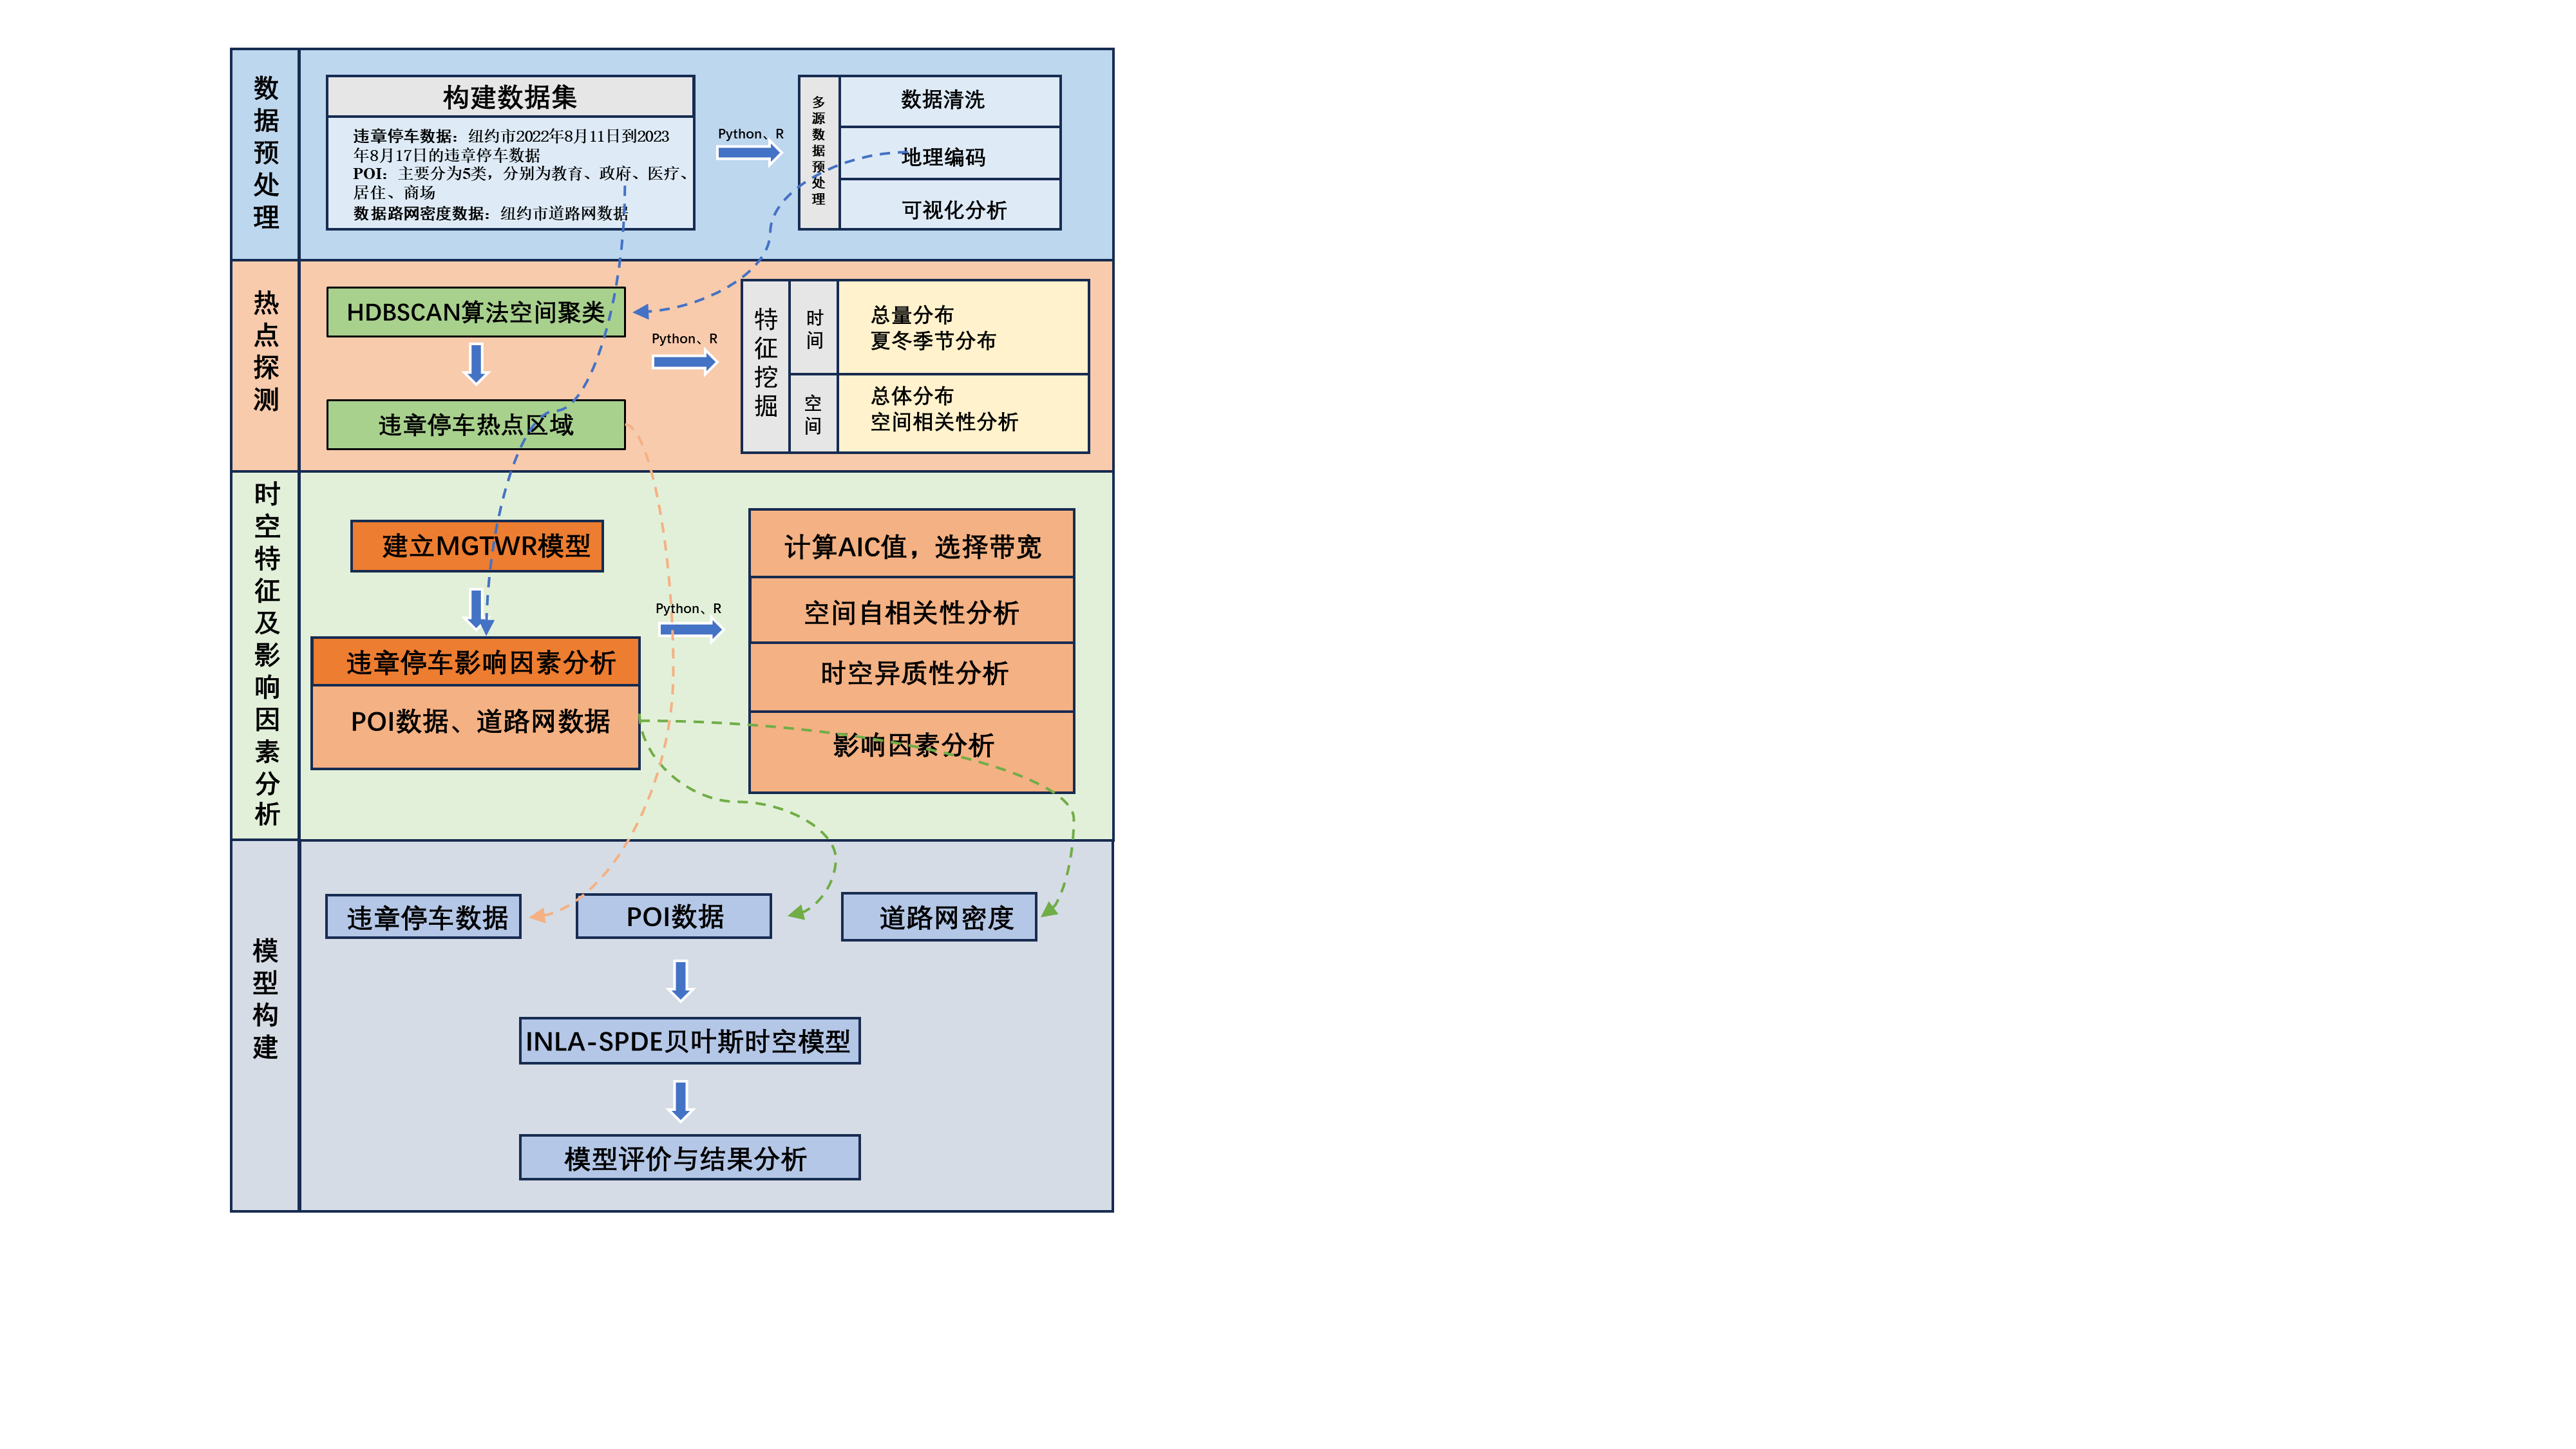 数据预处理
构建数据集
违章停车数据：纽约市2022年8月11日到2023
年8月17日的违章停车数据
POI：主要分为5类，分别为教育、政府、医疗、
居住、商场
数据路网密度数据：纽约市道路网数据
Python、R
多源数据预处理
数据清洗
地理编码
可视化分析
热点探测
HDBSCAN算法空间聚类
违章停车热点区域
Python、R
特征挖掘
时间
总量分布
夏冬季节分布
空间
总体分布
空间相关性分析
时空特征及影响因素分析
建立MGTWR模型
违章停车影响因素分析
POI数据、道路网数据
Python、R
计算AIC值，选择带宽
空间自相关性分析
时空异质性分析
影响因素分析
模型构建
违章停车数据
POI数据
道路网密度
INLA-SPDE贝叶斯时空模型
模型评价与结果分析